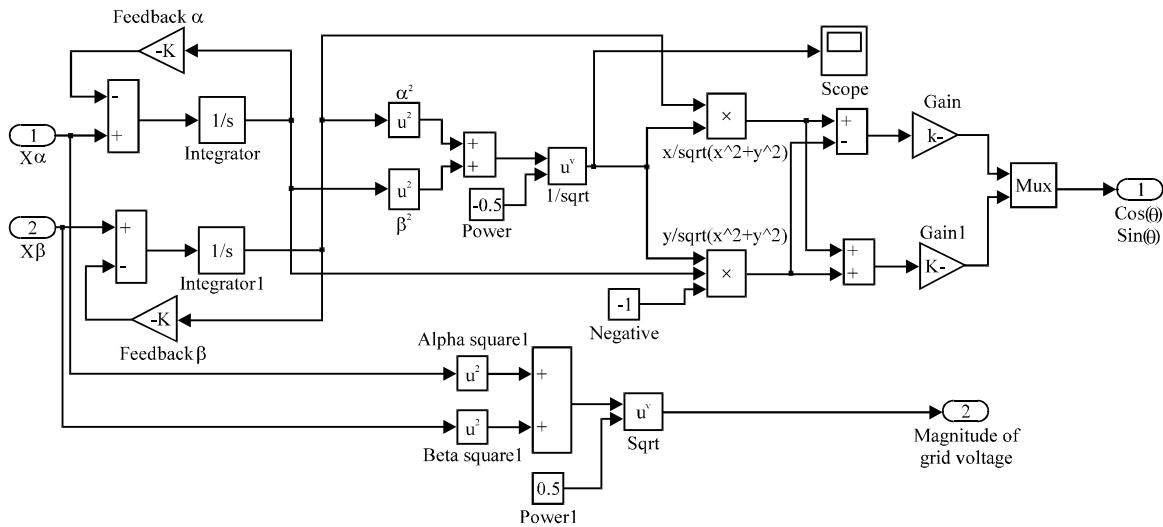 Feedback α
-K
-
+
1
Xα
1/s
Integrator
2
Xβ
+
-
1/s
Integrator1
-K
Feedback β
α²
u²
u²
β²
+
+
-0.5
Power
uᵛ
1/sqrt
Scope
×
x/sqrt(x^2+y^2)
y/sqrt(x^2+y^2)
×
-1
Negative
+
-
Gain
k-
+
+
Gain1
K-
Mux
1
Cos(θ)
Sin(θ)
Alpha square1
u²
u²
Beta square1
+
+
0.5
Power1
uᵛ
Sqrt
2
Magnitude of
grid voltage